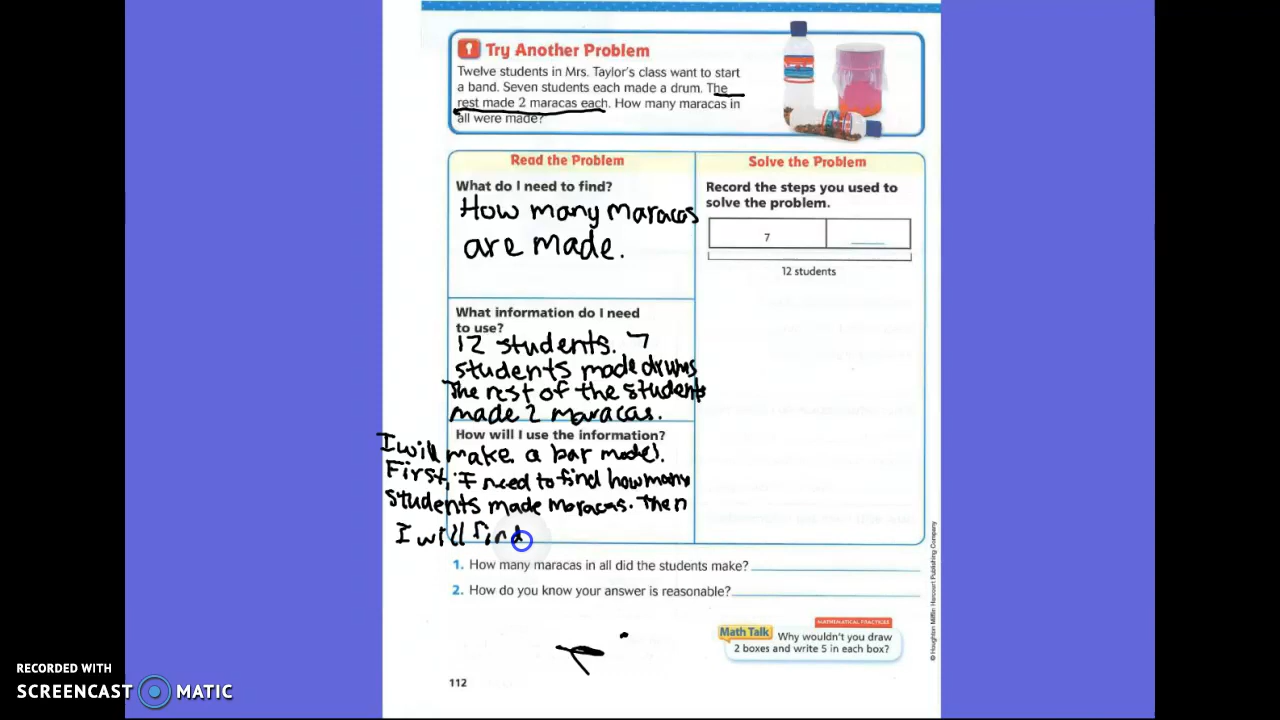 Try Another Problem
Twelve students in Mrs. Taylor's class want to start
a band. Seven students each made a drum. The
rest made 2 maracas each. How many maracas in
all were made?
Read the Problem
What do I need to find?
How many maracas
are made.
What information do I need
to use?
12 students. 7
students made drums
The rest of the students
made 2 maracas.
How will I use the information?
I will make a bar model.
First, I need to find how many
students made maracas. Then
I will find
Solve the Problem
Record the steps you used to
solve the problem.
7
12 students
1. How many maracas in all did the students make?
2. How do you know your answer is reasonable?
MATHEMATICAL PRACTICES
Math Talk Why wouldn't you draw
2 boxes and write 5 in each box?
© Houghton Mifflin Harcourt Publishing Company
112
RECORDED WITH
SCREENCAST MATIC